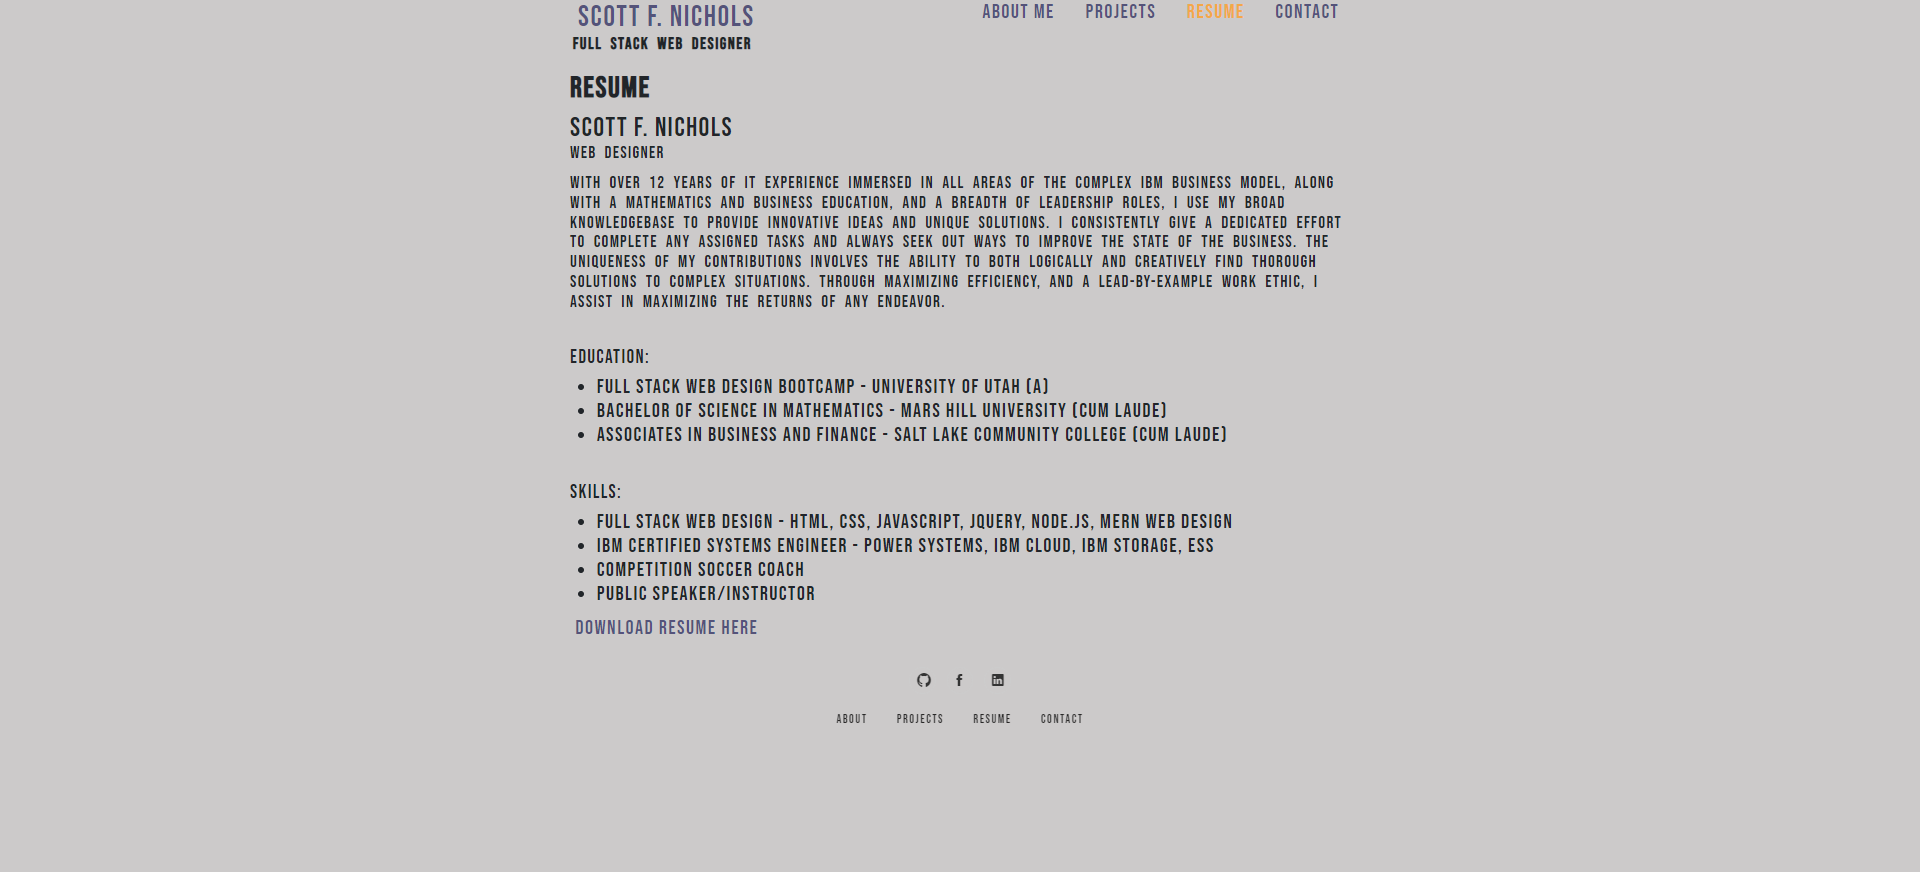 SCOTT F. NICHOLS
FULL STACK WEB DESIGNER
ABOUT ME PROJECTS RESUME CONTACT
RESUME
SCOTT F. NICHOLS
WEB DESIGNER
WITH OVER 12 YEARS OF IT EXPERIENCE IMMERSED IN ALL AREAS OF THE COMPLEX IBM BUSINESS MODEL, ALONG
WITH A MATHEMATICS AND BUSINESS EDUCATION, AND A BREADTH OF LEADERSHIP ROLES, I USE MY BROAD
KNOWLEDGEBASE TO PROVIDE INNOVATIVE IDEAS AND UNIQUE SOLUTIONS. I CONSISTENTLY GIVE A DEDICATED EFFORT
TO COMPLETE ANY ASSIGNED TASKS AND ALWAYS SEEK OUT WAYS TO IMPROVE THE STATE OF THE BUSINESS. THE
UNIQUENESS OF MY CONTRIBUTIONS INVOLVES THE ABILITY TO BOTH LOGICALLY AND CREATIVELY FIND THOROUGH
SOLUTIONS TO COMPLEX SITUATIONS. THROUGH MAXIMIZING EFFICIENCY, AND A LEAD-BY-EXAMPLE WORK ETHIC, I
ASSIST IN MAXIMIZING THE RETURNS OF ANY ENDEAVOR.
EDUCATION:
• FULL STACK WEB DESIGN BOOTCAMP - UNIVERSITY OF UTAH (A)
• BACHELOR OF SCIENCE IN MATHEMATICS - MARS HILL UNIVERSITY (CUM LAUDE)
• ASSOCIATES IN BUSINESS AND FINANCE - SALT LAKE COMMUNITY COLLEGE (CUM LAUDE)
SKILLS:
• FULL STACK WEB DESIGN - HTML, CSS, JAVASCRIPT, JQUERY, NODE.JS, MERN WEB DESIGN
• IBM CERTIFIED SYSTEMS ENGINEER - POWER SYSTEMS, IBM CLOUD, IBM STORAGE, ESS
• COMPETITION SOCCER COACH
• PUBLIC SPEAKER/INSTRUCTOR
DOWNLOAD RESUME HERE
ABOUT PROJECTS RESUME CONTACT